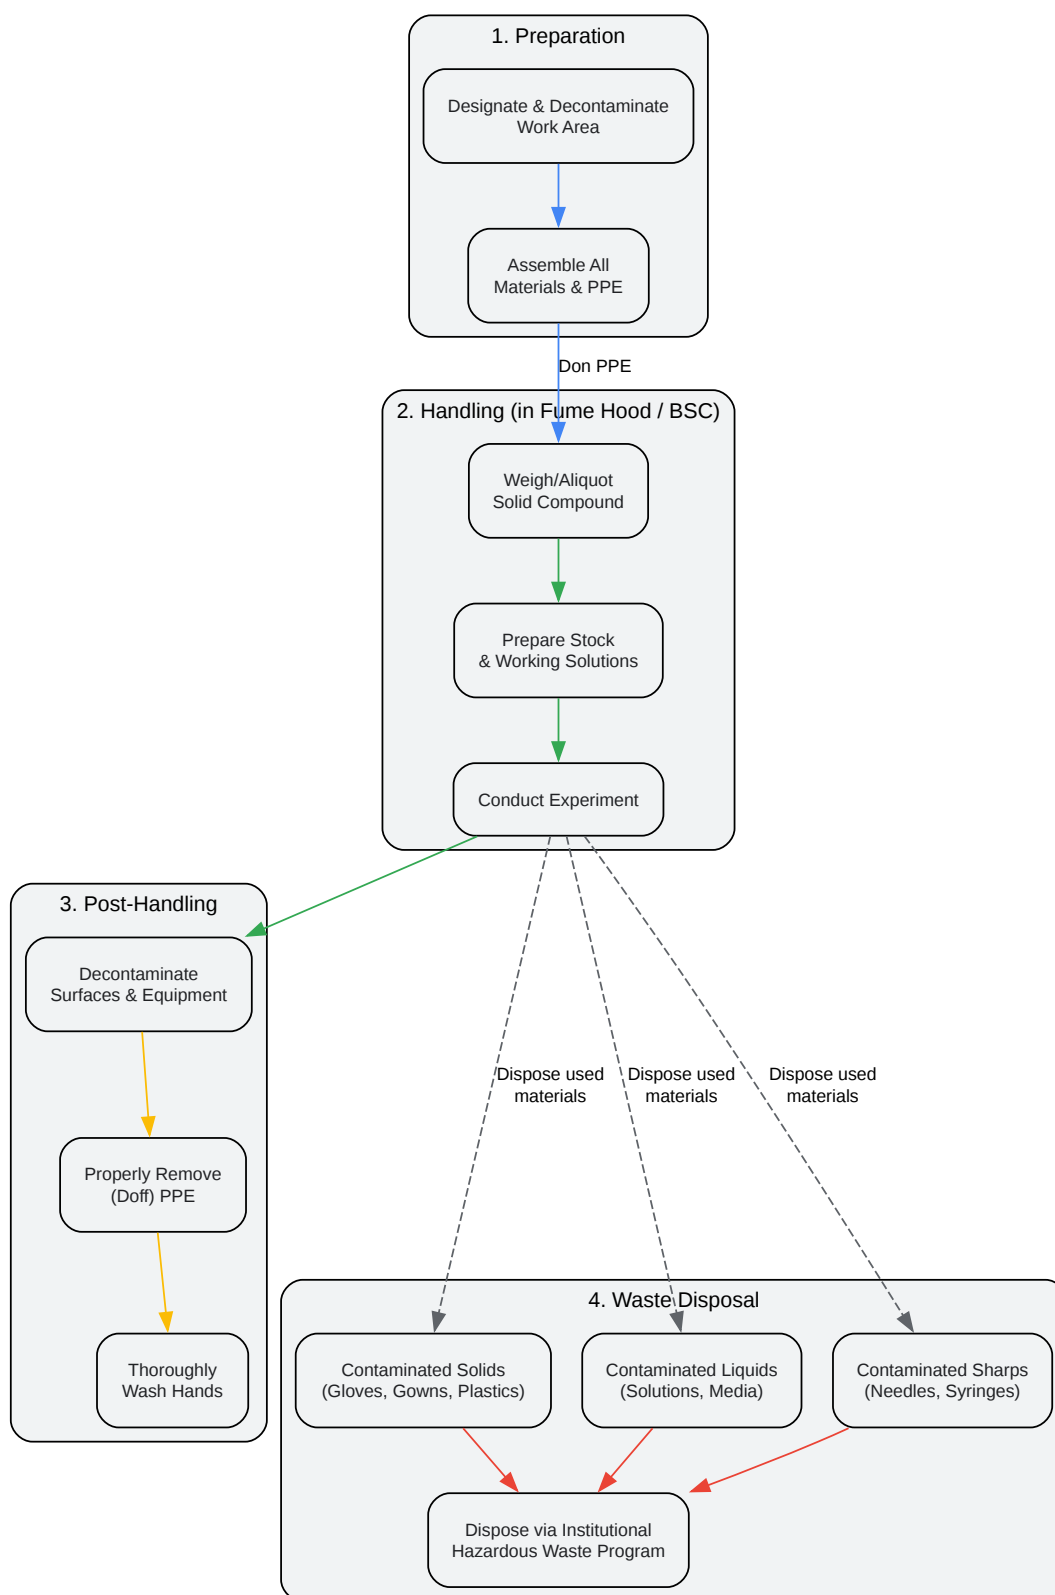 1. Preparation
Designate & Decontaminate
Work Area
Assemble All
Materials & PPE
Don PPE
2. Handling (in Fume Hood / BSC)
Weigh/Aliquot
Solid Compound
Prepare Stock
& Working Solutions
Conduct Experiment
3. Post-Handling
Decontaminate
Surfaces & Equipment
Properly Remove
(Doff) PPE
Thoroughly
Wash Hands
Dispose used
materials
Dispose used
materials
Dispose used
materials
4. Waste Disposal
Contaminated Solids
(Gloves, Gowns, Plastics)
Contaminated Liquids
(Solutions, Media)
Contaminated Sharps
(Needles, Syringes)
Dispose via Institutional
Hazardous Waste Program